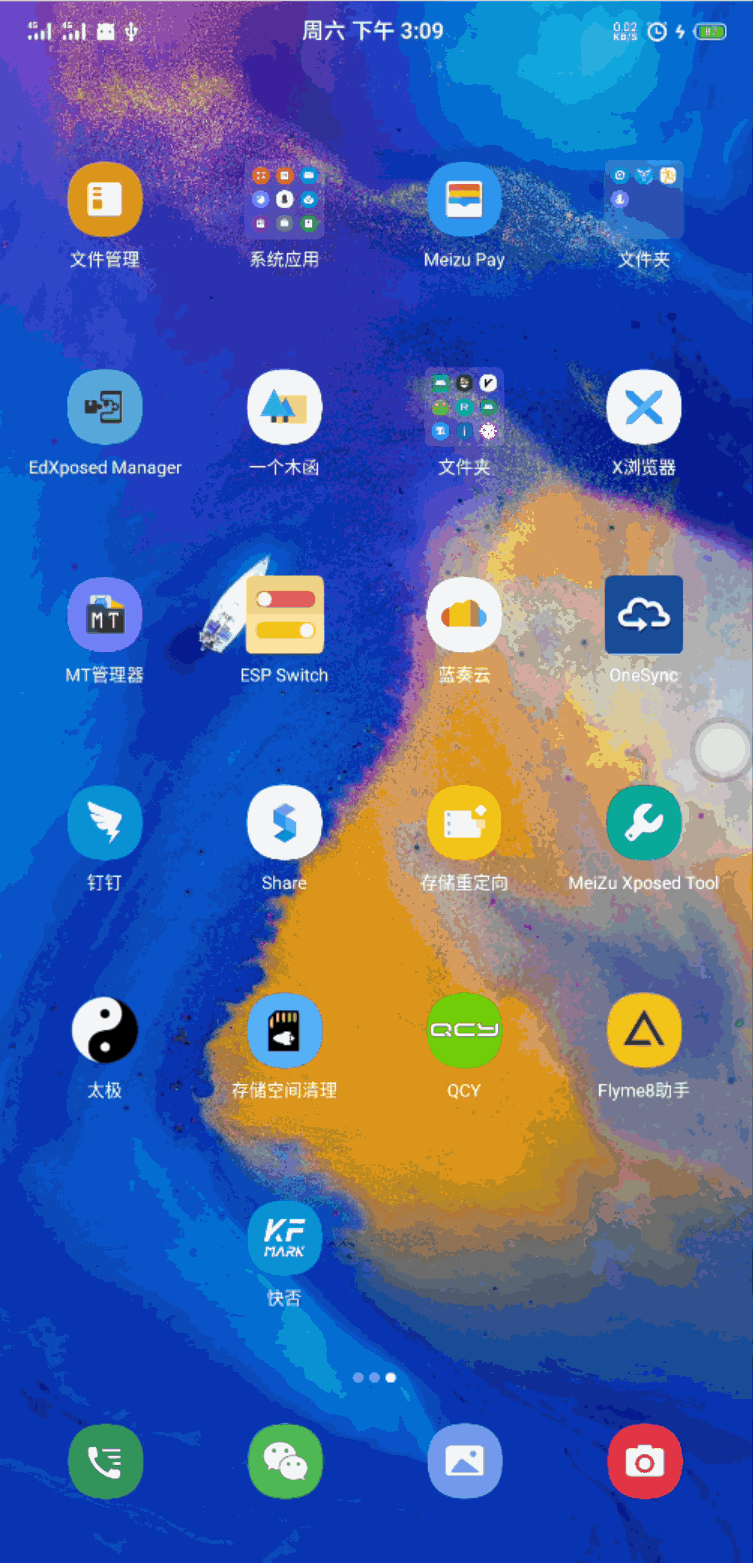 周六 下午 3:09
0.02
KB/S
87
文件管理
系统应用
Meizu Pay
文件夹
EdXposed Manager
一个木函
文件夹
X浏览器
MT
MT管理器
ESP Switch
蓝奏云
OneSync
钉钉
Share
存储重定向
MeiZu Xposed Tool
太极
存储空间清理
QCY
QCY
Flyme8助手
KF
MARK
快否